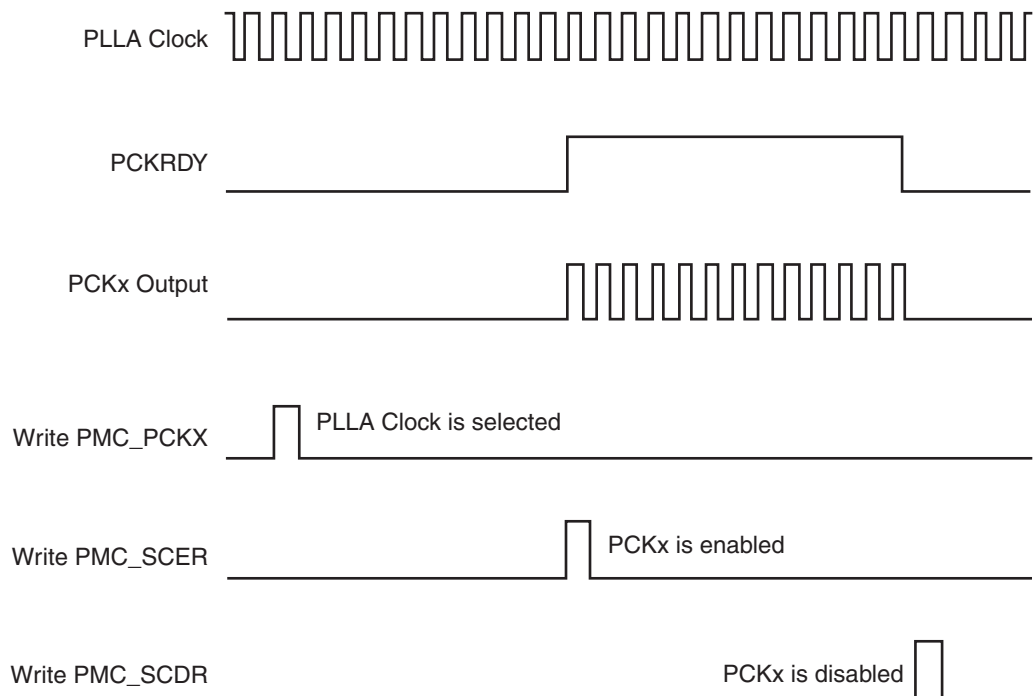 PLLA Clock
PCKRDY
PCKx Output
Write PMC_PCKX
PLLA Clock is selected
Write PMC_SCER
PCKx is enabled
Write PMC_SCDR
PCKx is disabled